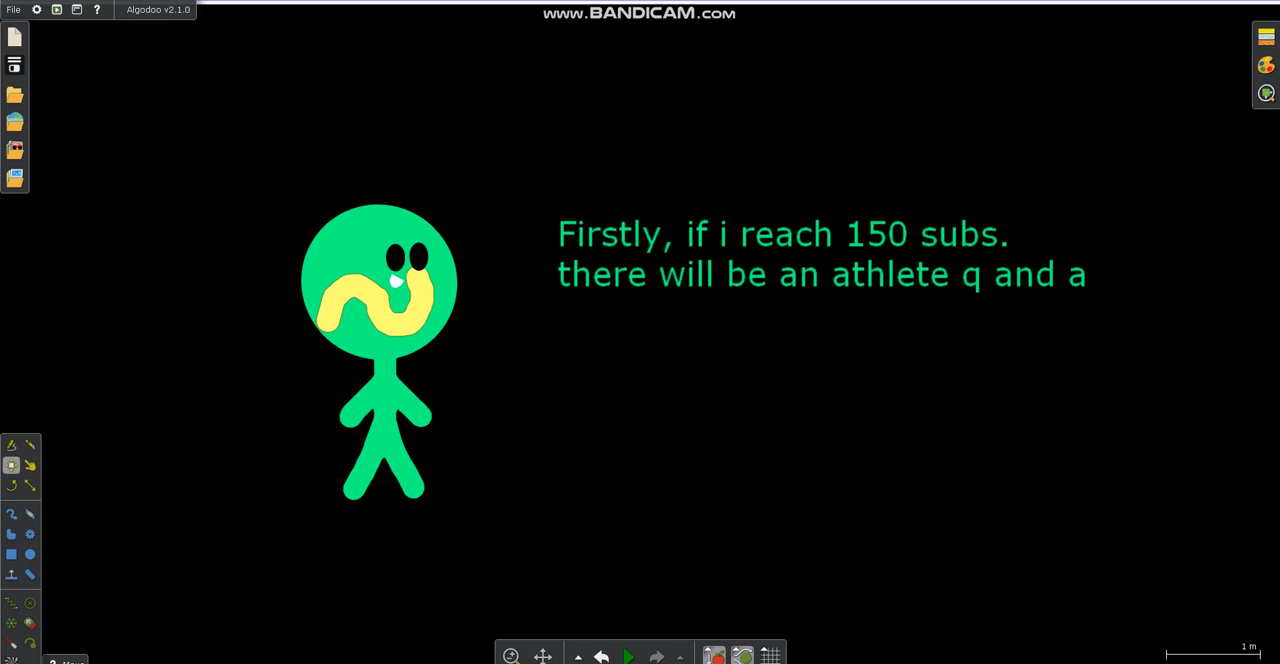 File
Algodoo v2.1.0
www.BANDICAM.com
Firstly, if i reach 150 subs.
there will be an athlete q and a
1 m